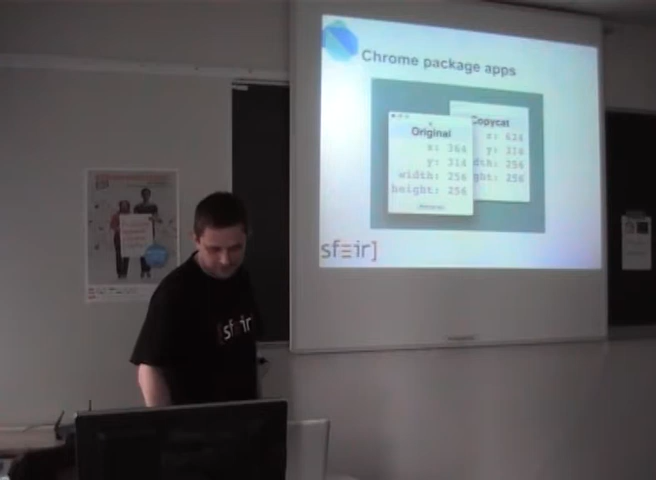 Chrome package apps
Original
x: 364
y: 314
width: 256
height: 256
Copycat
x: 624
y: 314
dth: 256
ght: 256
sfeir]
[sfeir